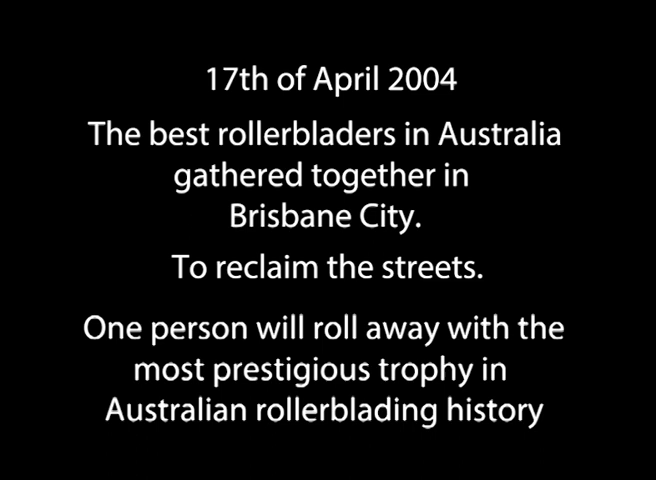 17th of April 2004
The best rollerbladers in Australia
gathered together in
Brisbane City.
To reclaim the streets.
One person will roll away with the
most prestigious trophy in
Australian rollerblading history